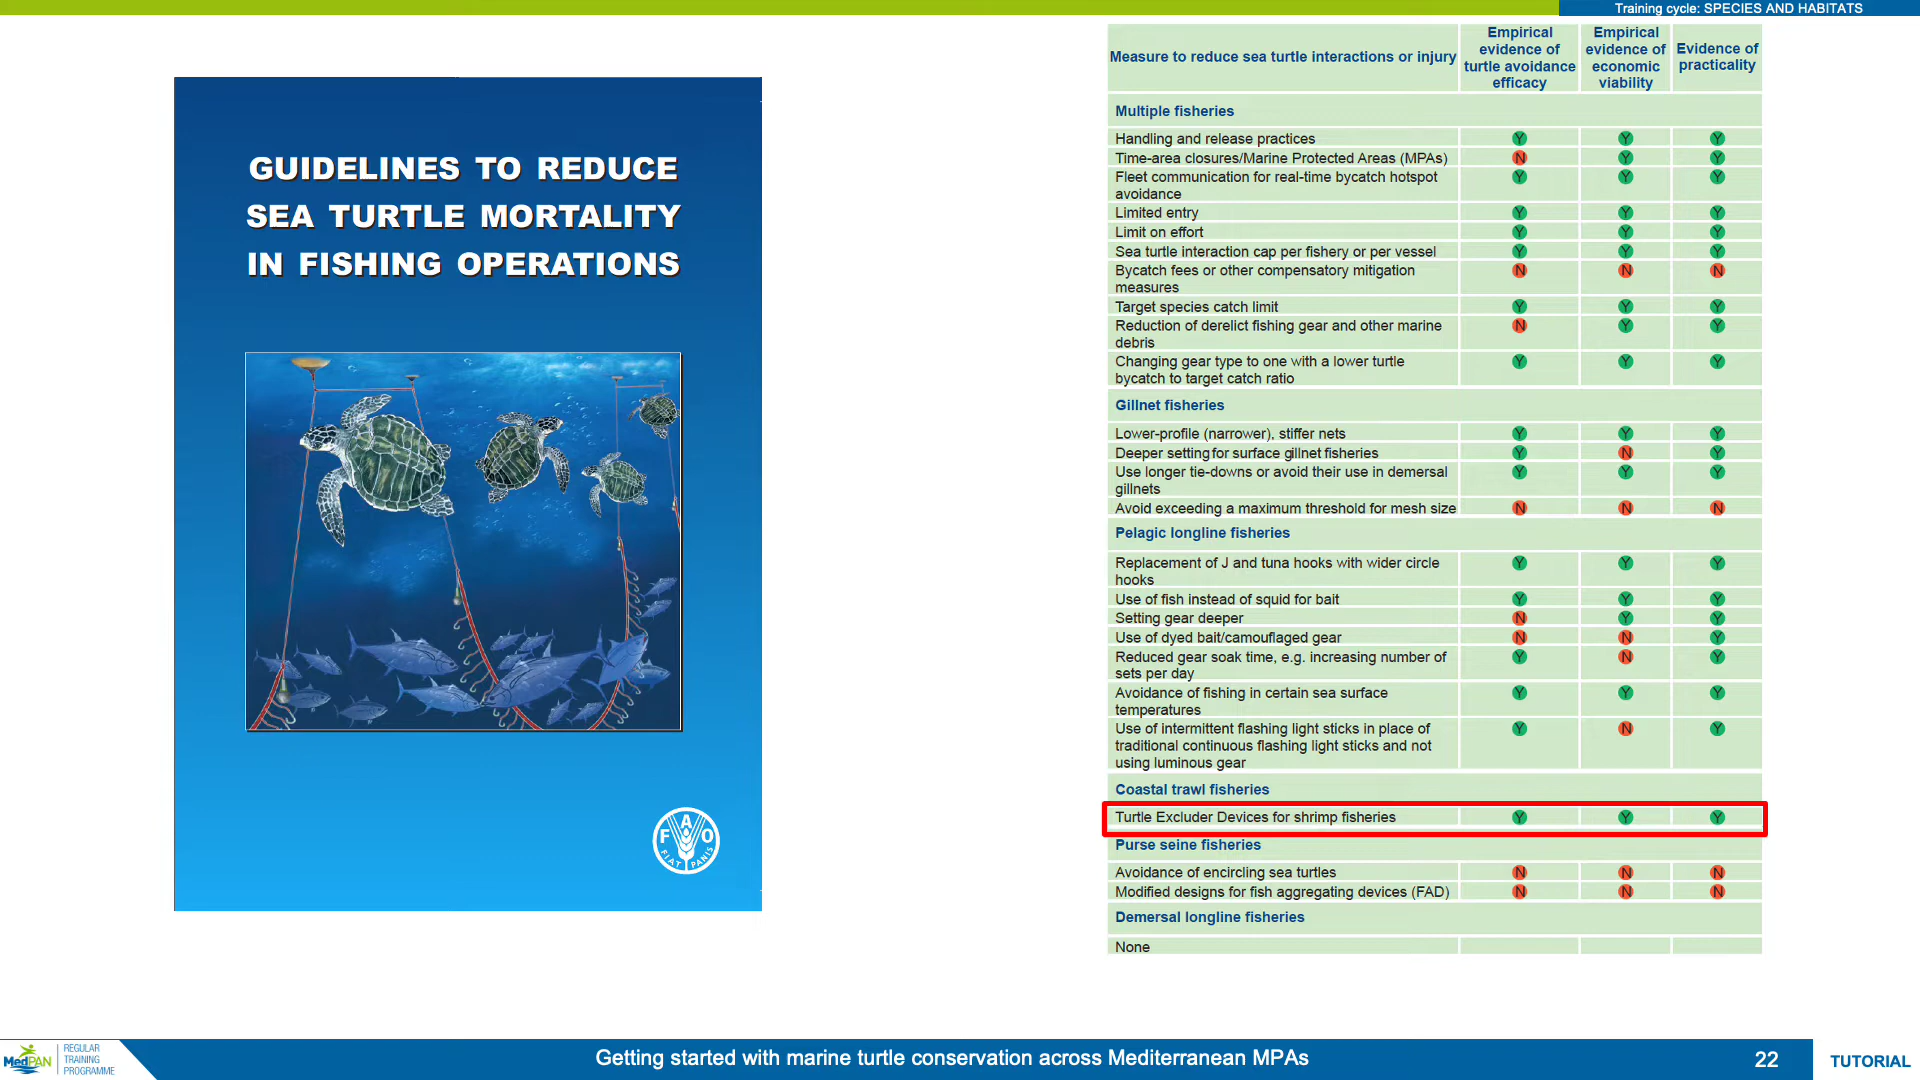 Training cycle: SPECIES AND HABITATS
GUIDELINES TO REDUCE
SEA TURTLE MORTALITY
IN FISHING OPERATIONS
F A O
FIAT PANIS
Measure to reduce sea turtle interactions or injury
Empirical
evidence of
turtle avoidance
efficacy
Empirical
evidence of
economic
viability
Evidence of
practicality
Multiple fisheries
Handling and release practices Y Y Y
Time-area closures/Marine Protected Areas (MPAs) N Y Y
Fleet communication for real-time bycatch hotspot Y Y Y
avoidance
Limited entry Y Y Y
Limit on effort Y Y Y
Sea turtle interaction cap per fishery or per vessel Y Y Y
Bycatch fees or other compensatory mitigation N N N
measures
Target species catch limit Y Y Y
Reduction of derelict fishing gear and other marine N Y Y
debris
Changing gear type to one with a lower turtle Y Y Y
bycatch to target catch ratio
Gillnet fisheries
Lower-profile (narrower), stiffer nets Y Y Y
Deeper setting for surface gillnet fisheries Y N Y
Use longer tie-downs or avoid their use in demersal Y Y Y
gillnets
Avoid exceeding a maximum threshold for mesh size N N N
Pelagic longline fisheries
Replacement of J and tuna hooks with wider circle Y Y Y
hooks
Use of fish instead of squid for bait Y Y Y
Setting gear deeper N Y Y
Use of dyed bait/camouflaged gear N N Y
Reduced gear soak time, e.g. increasing number of Y N Y
sets per day
Avoidance of fishing in certain sea surface Y Y Y
temperatures
Use of intermittent flashing light sticks in place of Y N Y
traditional continuous flashing light sticks and not
using luminous gear
Coastal trawl fisheries
Turtle Excluder Devices for shrimp fisheries Y Y Y
Purse seine fisheries
Avoidance of encircling sea turtles N N N
Modified designs for fish aggregating devices (FAD) N N N
Demersal longline fisheries
None
MedPAN
REGULAR
TRAINING
PROGRAMME
Getting started with marine turtle conservation across Mediterranean MPAs
22
TUTORIAL